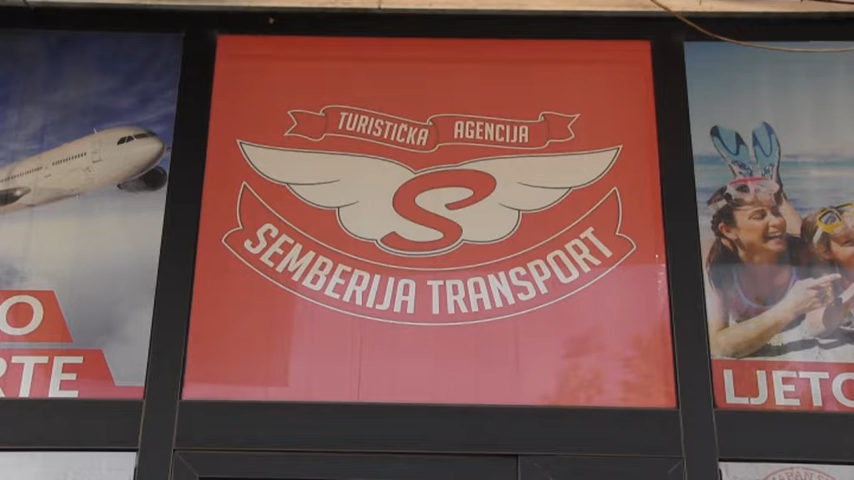 TURISTIČKA AGENCIJA
S
SEMBERIJA TRANSPORT
O
RTE
LJETO